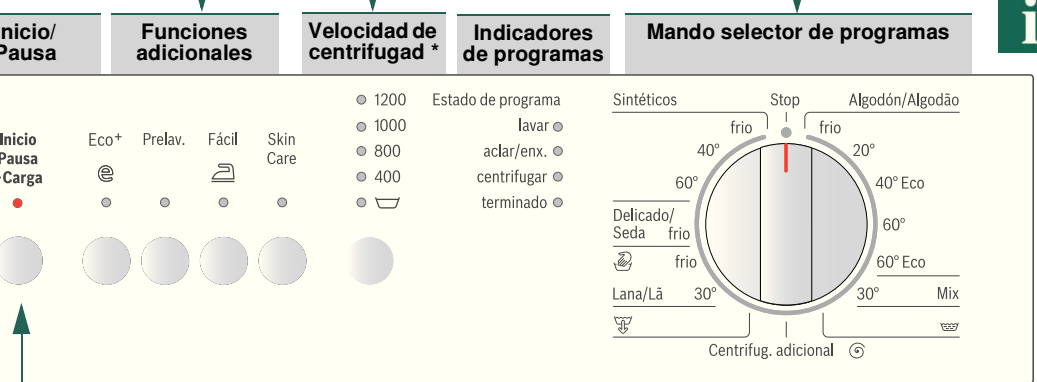 Inicio/
Pausa
Funciones
adicionales
Velocidad de
centrifugad *
Indicadores
de programas
Mando selector de programas
i
Inicio
Pausa
+Carga
Eco+
Prelav.
Fácil
Skin
Care
1200
1000
800
400
Estado de programa
lavar
aclar/enx.
centrifugar
terminado
Sintéticos
Stop
Algodón/Algodão
frio
frio
40°
20°
60°
40° Eco
Delicado/
Seda frio
60°
frio
60° Eco
Lana/Lã 30°
30° Mix
Centrifug. adicional